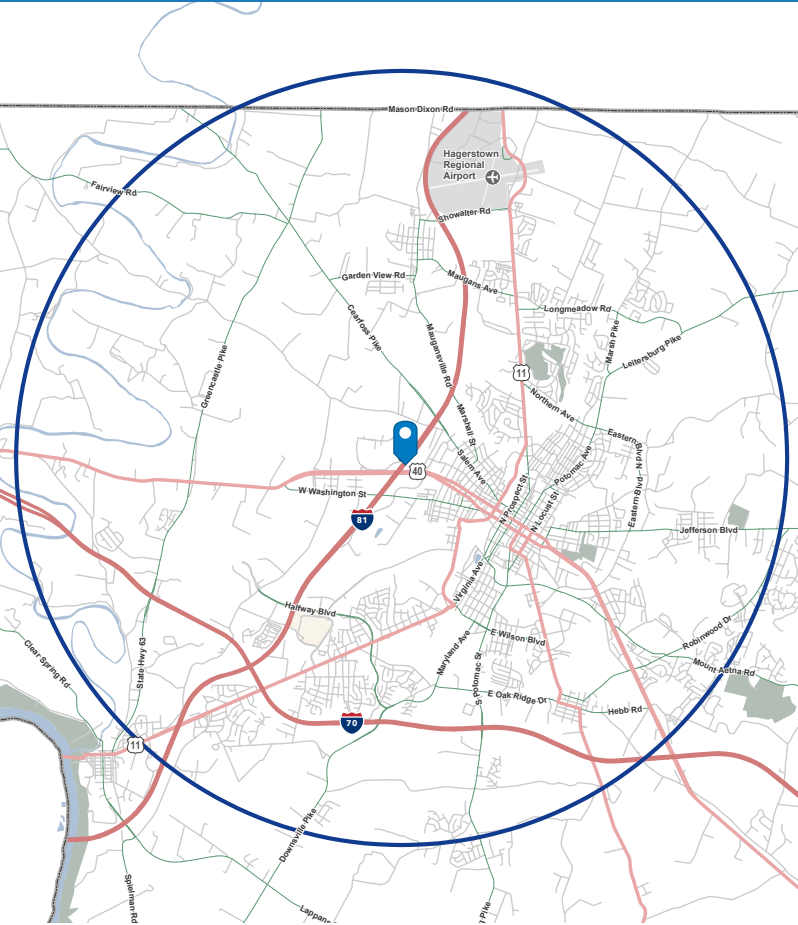 Mason Dixon Rd
Hagerstown
Regional
Airport
Fairview Rd
Showalter Rd
Garden View Rd
Maugans Ave
Longmeadow Rd
Cearfoss Pike
Maugansville Rd
Marsh Pike
Leitersburg Pike
Greencastle Pike
11
Northern Ave
Marshall St
Eastern Blvd N
Salem Ave
Potomac Ave
40
W Washington St
N Prospect St
N Locust St
Eastern Blvd
81
Jefferson Blvd
Virginia Ave
Halfway Blvd
E Wilson Blvd
Robinwood Dr
Clear Spring Rd
State Hwy 63
Maryland Ave
Mount Aetna Rd
S Potomac St
E Oak Ridge Dr
Hebb Rd
70
11
Downsville Pike
Spielman Rd
Lappans
Pike